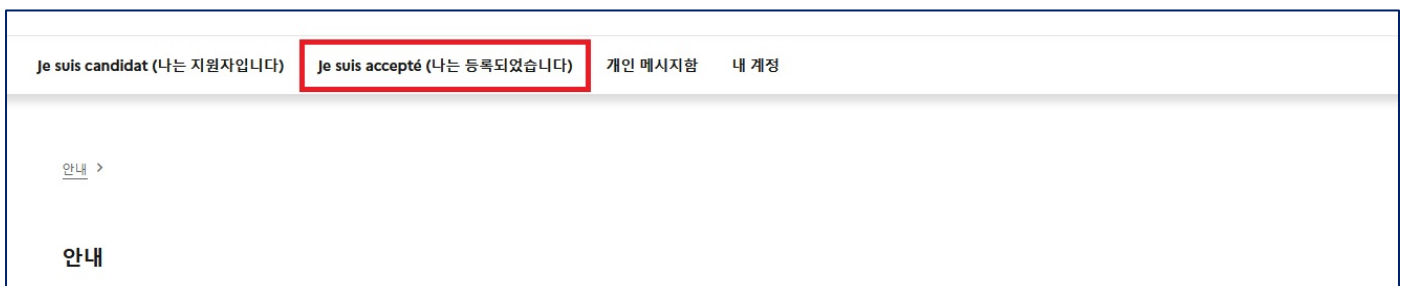 Je suis candidat (나는 지원자입니다) Je suis accepté (나는 등록되었습니다) 개인 메시지함 내 계정
안내 >
안내